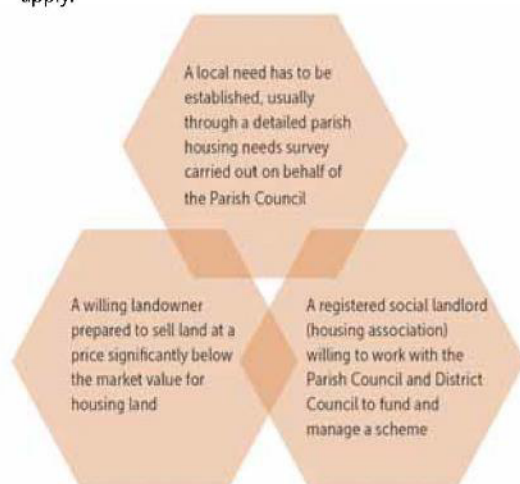 apply.
A local need has to be
established, usually
through a detailed parish
housing needs survey
carried out on behalf of
the Parish Council
A willing landowner
prepared to sell land at a
price significantly below
the market value for
housing land
A registered social landlord
(housing association)
willing to work with the
Parish Council and District
Council to fund and
manage a scheme